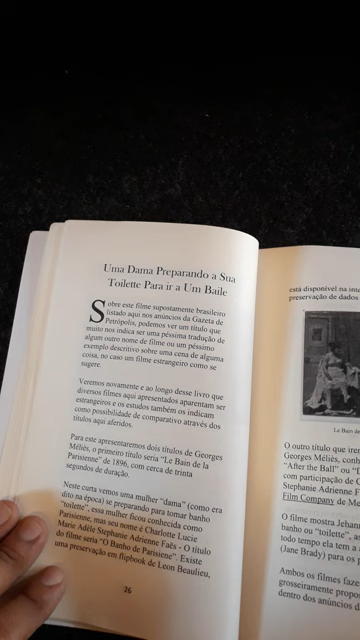 Uma Dama Preparando a Sua
Toilette Para ir a Um Baile
Sobre este filme supostamente brasileiro
listado aqui nos anúncios da Gazeta de
Petrópolis, podemos ver um título que
muito nos indica ser uma péssima tradução de
algum outro nome de filme ou um péssimo
exemplo descritivo sobre uma cena de alguma
coisa, no caso um filme estrangeiro como se
sugere.
Veremos novamente e ao longo desse livro que
diversos filmes aqui apresentados aparentam ser
estrangeiros e os estudos também os indicam
como possibilidade de comparativo através dos
títulos aqui aferidos.
Para este apresentaremos dois títulos de Georges
Méliès, o primeiro título seria "Le Bain de la
Parisienne" de 1896, com cerca de trinta
segundos de duração.
Neste curta vemos uma mulher "dama" (como era
dito na época) se preparando para tomar banho
"toilette", essa mulher ficou conhecida como
Parisienne, mas seu nome é Charlotte Lucie
Marie Adèle Stephanie Adrienne Faës - O título
do filme seria "O Banho de Parisiene". Existe
uma preservação em flipbook de Leon Beaulieu,
26
está disponível na inte
preservação de dados
Le Bain de
O outro título que
Georges Méliès, conh
"After the Ball" ou
com participação de
Stephanie Adrienne F
Film Company de Me
O filme mostra Jehann
banho ou "toilette", as
todo tempo ela tem a
(Jane Brady) para os p
Ambos os filmes faze
grosseiramente propo
dentro dos anúncios d